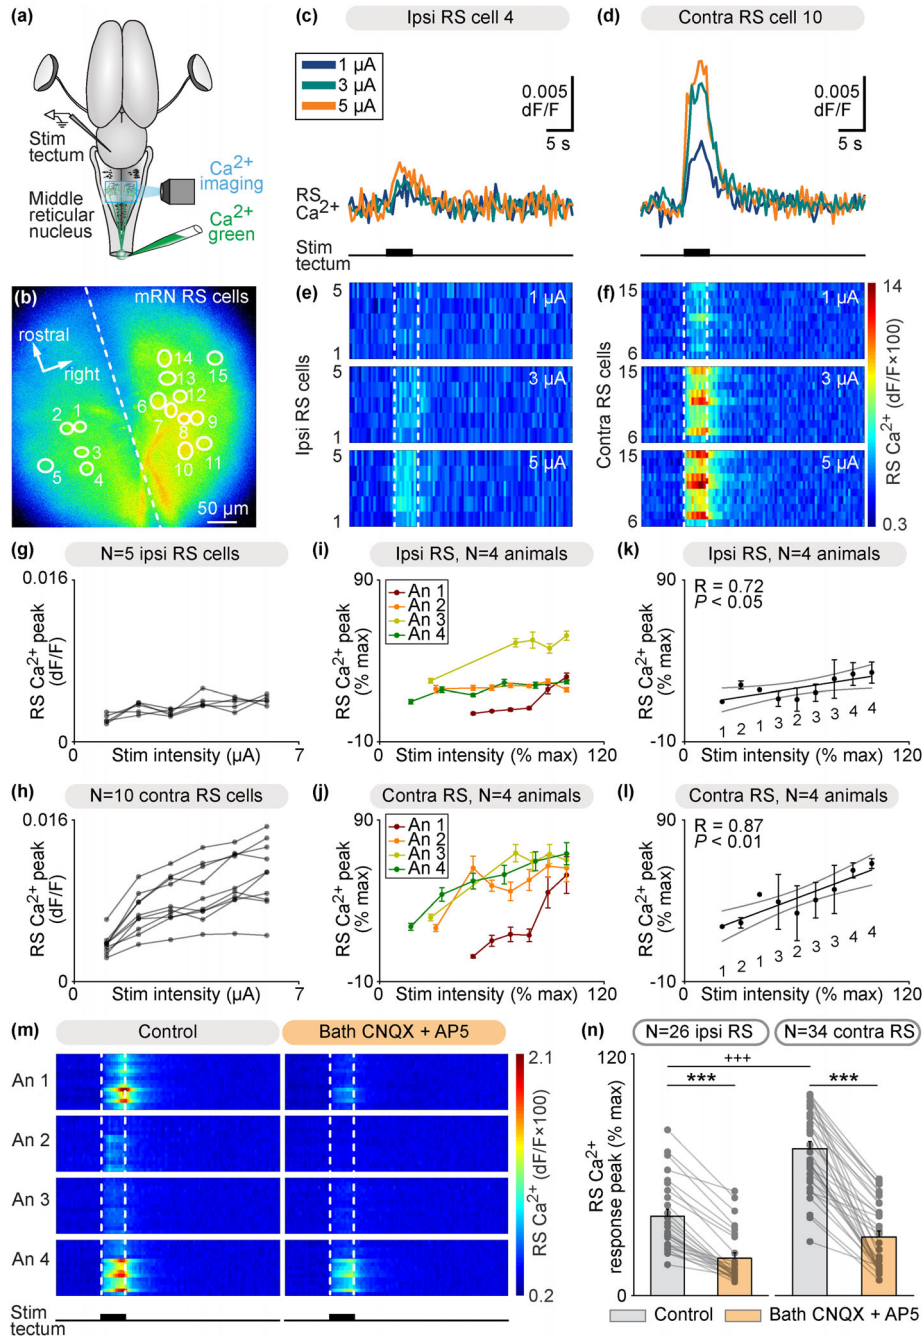 (a)
Stim
tectum
Middle
reticular
nucleus
Ca2+
imaging
Ca2+
green
(c)
Ipsi RS cell 4
1 µA
3 µA
5 µA
0.005
dF/F
5 s
RS
Ca2+
Stim
tectum
(d)
Contra RS cell 10
0.005
dF/F
5 s
(b)
mRN RS cells
rostral
right
1
2
3
4
5
6
7
8
9
10
11
12
13
14
15
50 µm
(e)
Ipsi RS cells
5
1
1 µA
5
1
3 µA
5
1
5 µA
(f)
Contra RS cells
15
6
1 µA
15
6
3 µA
15
6
5 µA
14
RS Ca2+ (dF/F×100)
0.3
(g)
N=5 ipsi RS cells
0.016
RS Ca2+ peak
(dF/F)
0
0
Stim intensity (µA)
7
(i)
Ipsi RS, N=4 animals
90
An 1
An 2
An 3
An 4
RS Ca2+ peak
(% max)
-10
0
Stim intensity (% max)
120
(k)
Ipsi RS, N=4 animals
90
R = 0.72
P < 0.05
RS Ca2+ peak
(% max)
1 2 1 3 2 3 3 4 4
-10
0
Stim intensity (% max)
120
(h)
N=10 contra RS cells
0.016
RS Ca2+ peak
(dF/F)
0
0
Stim intensity (µA)
7
(j)
Contra RS, N=4 animals
90
An 1
An 2
An 3
An 4
RS Ca2+ peak
(% max)
-10
0
Stim intensity (% max)
120
(l)
Contra RS, N=4 animals
90
R = 0.87
P < 0.01
RS Ca2+ peak
(% max)
1 2 1 3 2 3 3 4 4
-10
0
Stim intensity (% max)
120
(m)
Control
Bath CNQX + AP5
An 1
An 2
An 3
An 4
Stim
tectum
2.1
RS Ca2+ (dF/F×100)
0.2
(n)
N=26 ipsi RS
N=34 contra RS
120
+++
***
***
RS Ca2+
response peak (% max)
0
Control
Bath CNQX + AP5